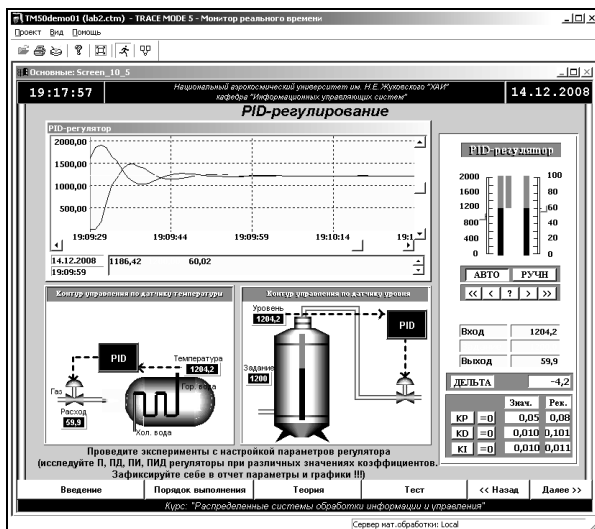 TM50demo01 (lab2.ctm) - TRACE MODE 5 - Монитор реального времени
Проект Вид Помощь
Основные: Screen_10_5
19:17:57
Национальный аэрокосмический университет им. Н.Е. Жуковского "ХАИ"
кафедра "Информационных управляющих систем"
14.12.2008
PID-регулирование
PID-регулятор
2000,00
1500,00
1000,00
500,00
19:09:29 19:09:44 19:09:59 19:10:14 19:1
14.12.2008 1186,42 60,02
19:09:59
PID-регулятор
2000 100
1600 80
1200 60
800 40
400 20
0 0
АВТО РУЧН
<< < ? > >>
Вход 1204,2
Выход 59,9
ДЕЛЬТА -4,2
Знач. Рек.
KP =0 0,05 0,08
KD =0 0,010 0,101
KI =0 0,010 0,011
Контур управления по датчику температуры
PID
Температура
1204,2
Газ
Гор. вода
Расход
59,9
Хол. вода
Контур управления по датчику уровня
Уровень
1204,2
PID
Задание
1200
Проведите эксперименты с настройкой параметров регулятора
(исследуйте П, ПД, ПИ, ПИД регуляторы при различных значениях коэффициентов.
Зафиксируйте себе в отчет параметры и графики !!!)
Введение Порядок выполнения Теория Тест << Назад Далее >>
Курс: "Распределенные системы обработки информации и управления"
Сервер мат.обработки: Local